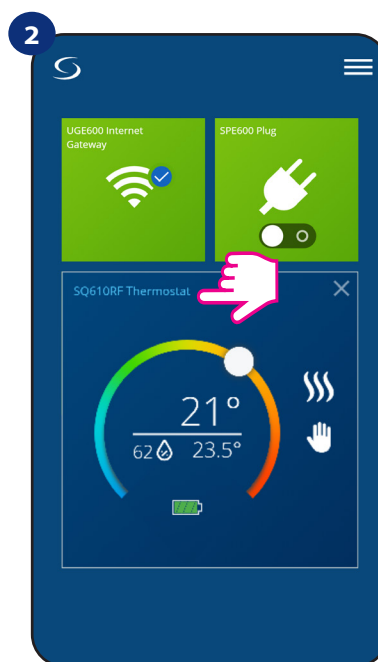 2
UGE600 Internet
Gateway
SPE600 Plug
SQ610RF Thermostat
21°
62 23.5°